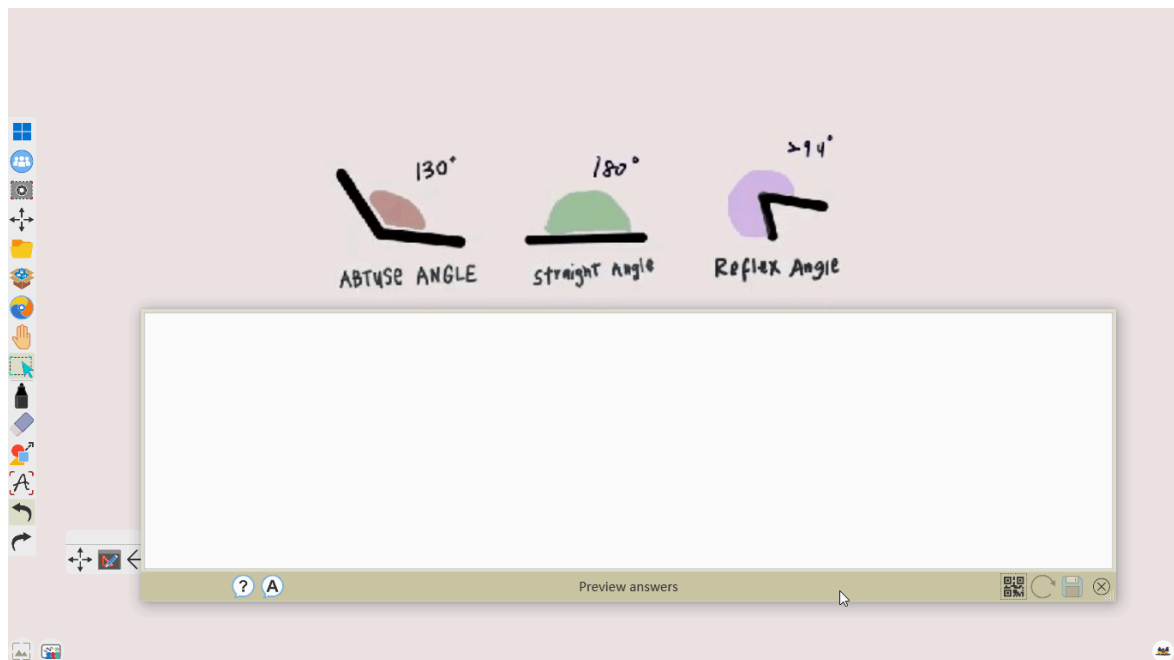 130°
180°
>94°
ABTUSE ANGLE
Straight Angle
Reflex Angle
? A
Preview answers